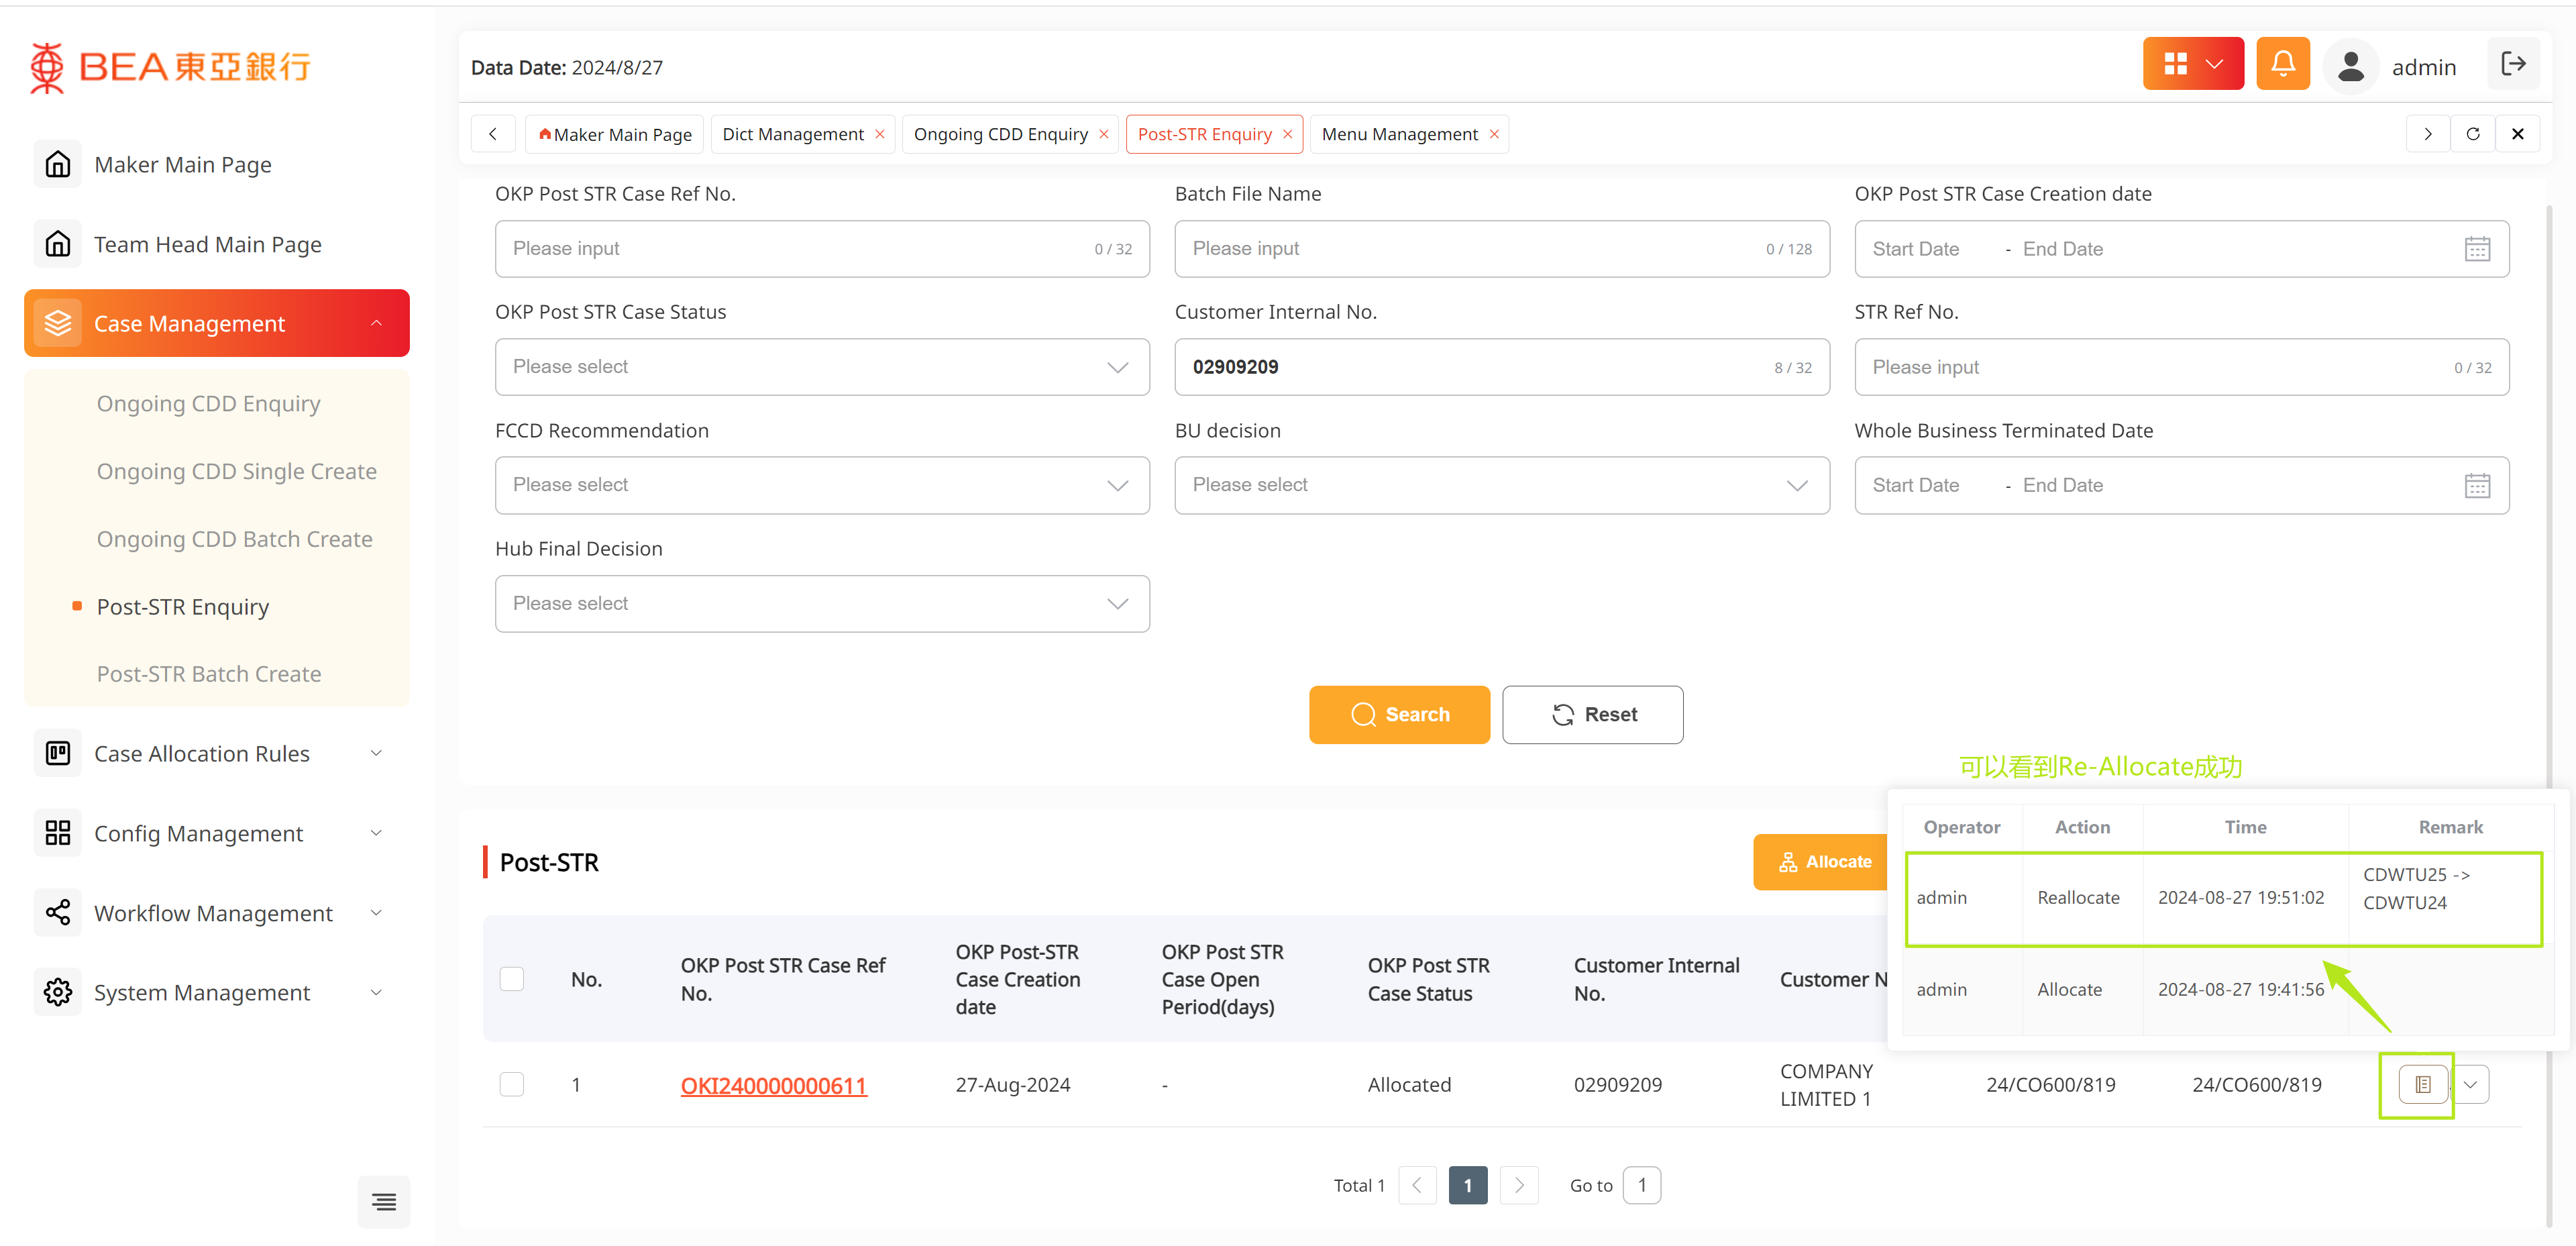 BEA東亞銀行
Data Date: 2024/8/27
admin
Maker Main Page
Dict Management
Ongoing CDD Enquiry
Post-STR Enquiry
Menu Management
Maker Main Page
Team Head Main Page
Case Management
Ongoing CDD Enquiry
Ongoing CDD Single Create
Ongoing CDD Batch Create
Post-STR Enquiry
Post-STR Batch Create
Case Allocation Rules
Config Management
Workflow Management
System Management
OKP Post STR Case Ref No.
Please input 0 / 32
Batch File Name
Please input 0 / 128
OKP Post STR Case Creation date
Start Date - End Date
OKP Post STR Case Status
Please select
Customer Internal No.
02909209 8 / 32
STR Ref No.
Please input 0 / 32
FCCD Recommendation
Please select
BU decision
Please select
Whole Business Terminated Date
Start Date - End Date
Hub Final Decision
Please select
Search
Reset
可以看到Re-Allocate成功
Post-STR
Allocate
Operator Action Time Remark
admin Reallocate 2024-08-27 19:51:02 CDWTU25 ->
CDWTU24
admin Allocate 2024-08-27 19:41:56
No.
OKP Post STR Case Ref
No.
OKP Post-STR
Case Creation
date
OKP Post STR
Case Open
Period(days)
OKP Post STR
Case Status
Customer Internal
No.
Customer N
1 OKI240000000611 27-Aug-2024 - Allocated 02909209 COMPANY
LIMITED 1
24/CO600/819 24/CO600/819
Total 1 1 Go to 1